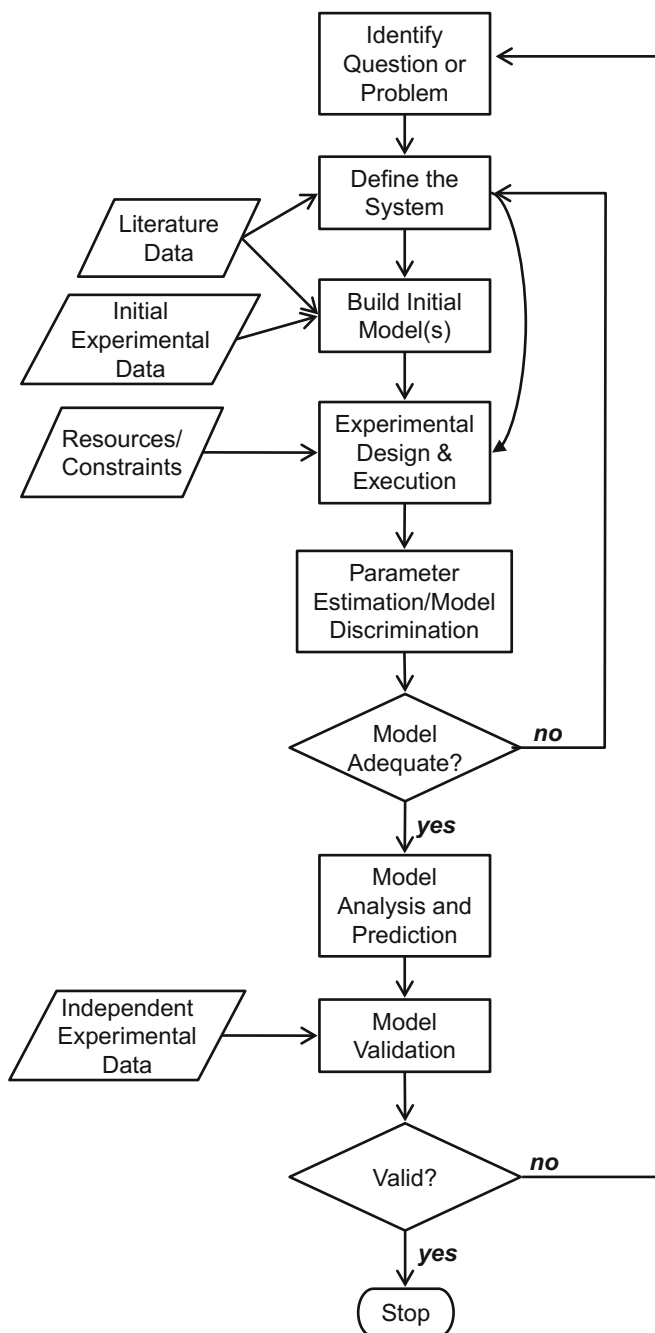 Identify
Question or
Problem
Define the
System
Literature
Data
Build Initial
Model(s)
Initial
Experimental
Data
Experimental
Design &
Execution
Resources/
Constraints
Parameter
Estimation/Model
Discrimination
Model
Adequate?
no
yes
Model
Analysis and
Prediction
Independent
Experimental
Data
Model
Validation
Valid?
no
yes
Stop